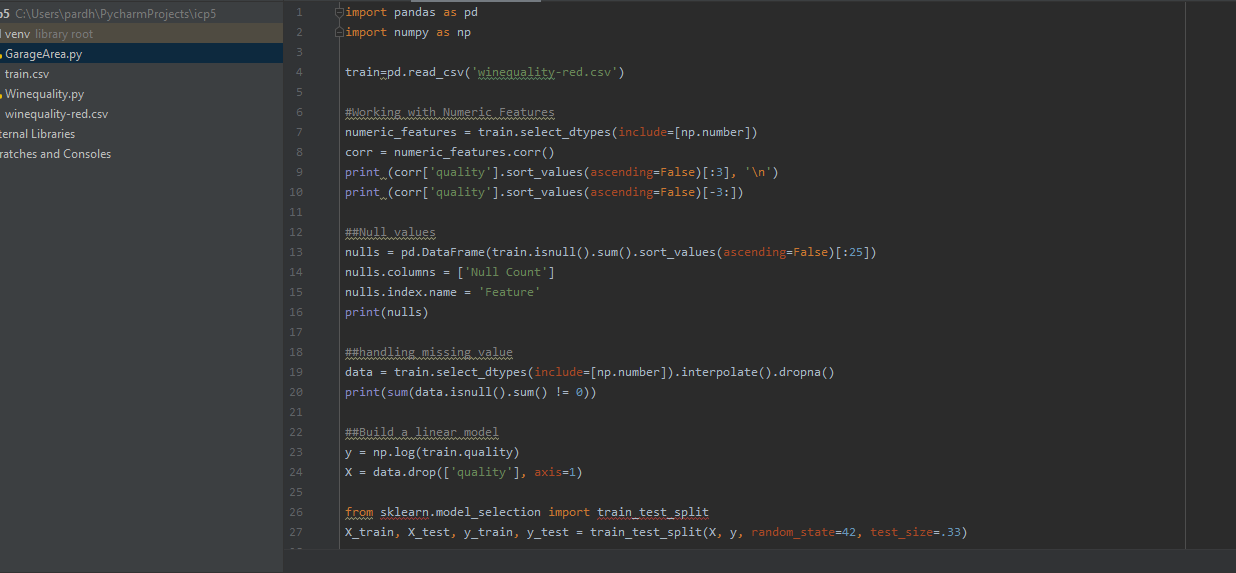 p5 C:\Users\pardh\PycharmProjects\icp5
venv library root
GarageArea.py
train.csv
Winequality.py
winequality-red.csv
ternal Libraries
ratches and Consoles
1 import pandas as pd
2 import numpy as np
3
4 train=pd.read_csv('winequality-red.csv')
5
6 #Working with Numeric Features
7 numeric_features = train.select_dtypes(include=[np.number])
8 corr = numeric_features.corr()
9 print (corr['quality'].sort_values(ascending=False)[:3], '\n')
10 print (corr['quality'].sort_values(ascending=False)[-3:])
11
12 ##Null values
13 nulls = pd.DataFrame(train.isnull().sum().sort_values(ascending=False)[:25])
14 nulls.columns = ['Null Count']
15 nulls.index.name = 'Feature'
16 print(nulls)
17
18 ##handling missing value
19 data = train.select_dtypes(include=[np.number]).interpolate().dropna()
20 print(sum(data.isnull().sum() != 0))
21
22 ##Build a linear model
23 y = np.log(train.quality)
24 X = data.drop(['quality'], axis=1)
25
26 from sklearn.model_selection import train_test_split
27 X_train, X_test, y_train, y_test = train_test_split(X, y, random_state=42, test_size=.33)